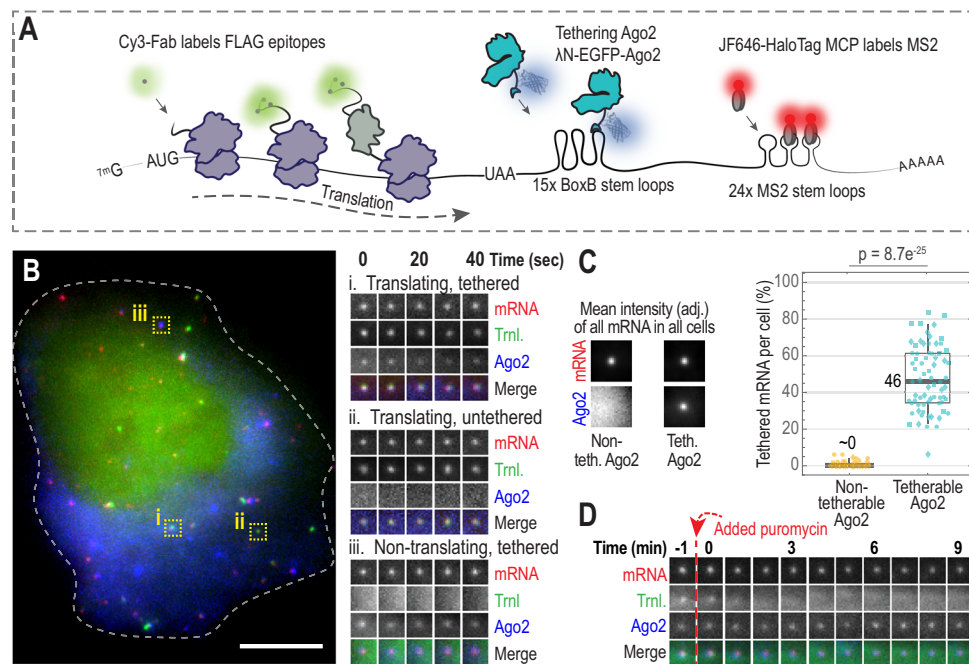 A
Cy3-Fab labels FLAG epitopes
Tethering Ago2
λN-EGFP-Ago2
JF646-HaloTag MCP labels MS2
7mG
AUG
UAA
AAAAA
Translation
15x BoxB stem loops
24x MS2 stem loops
B
iii
i
ii
0 20 40 Time (sec)
i. Translating, tethered
mRNA
Trnl.
Ago2
Merge
ii. Translating, untethered
mRNA
Trnl.
Ago2
Merge
iii. Non-translating, tethered
mRNA
Trnl
Ago2
Merge
C
Mean intensity (adj.)
of all mRNA in all cells
mRNA
Ago2
Non-
teth. Ago2
Teth.
Ago2
p = 8.7e-25
Tethered mRNA per cell (%)
100
80
60
40
20
0
46
~0
Non-
tetherable
Ago2
Tetherable
Ago2
D
Added puromycin
Time (min) -1 0 3 6 9
mRNA
Trnl.
Ago2
Merge